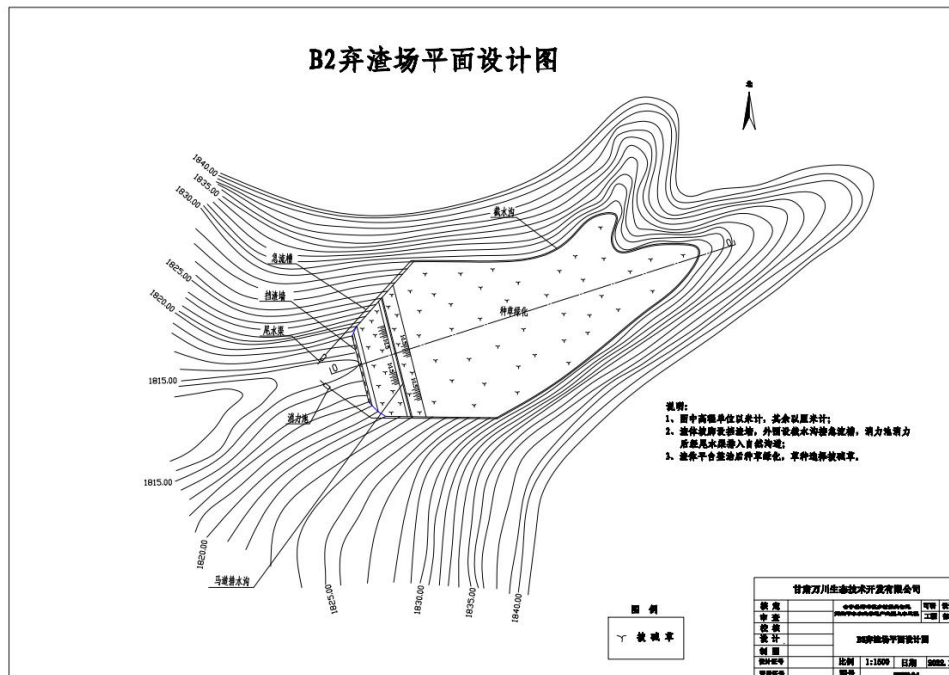 B2弃渣场平面设计图
北
1840.00
1835.00
1830.00
截水沟
急流槽
1825.00
挡渣墙
1820.00
种草绿化
尾水渠
1815.00
消力池
说明:
1、图中高程单位以米计,其余以厘米计;
2、渣体坡脚设挡渣墙,外围设截水沟接急流槽,消力池消力
后经尾水渠排入自然沟道;
3、渣体平台整治后种草绿化,草种选择披碱草。
1815.00
1820.00
马道排水沟
1825.00
1830.00
1835.00
1840.00
图 例
披 碱 草
甘肃万川生态技术开发有限公司
核 定
审 查
校 核
设 计
B2弃渣场平面设计图
制 图
设计证号
比例
1:1500
日期
2022.
图号